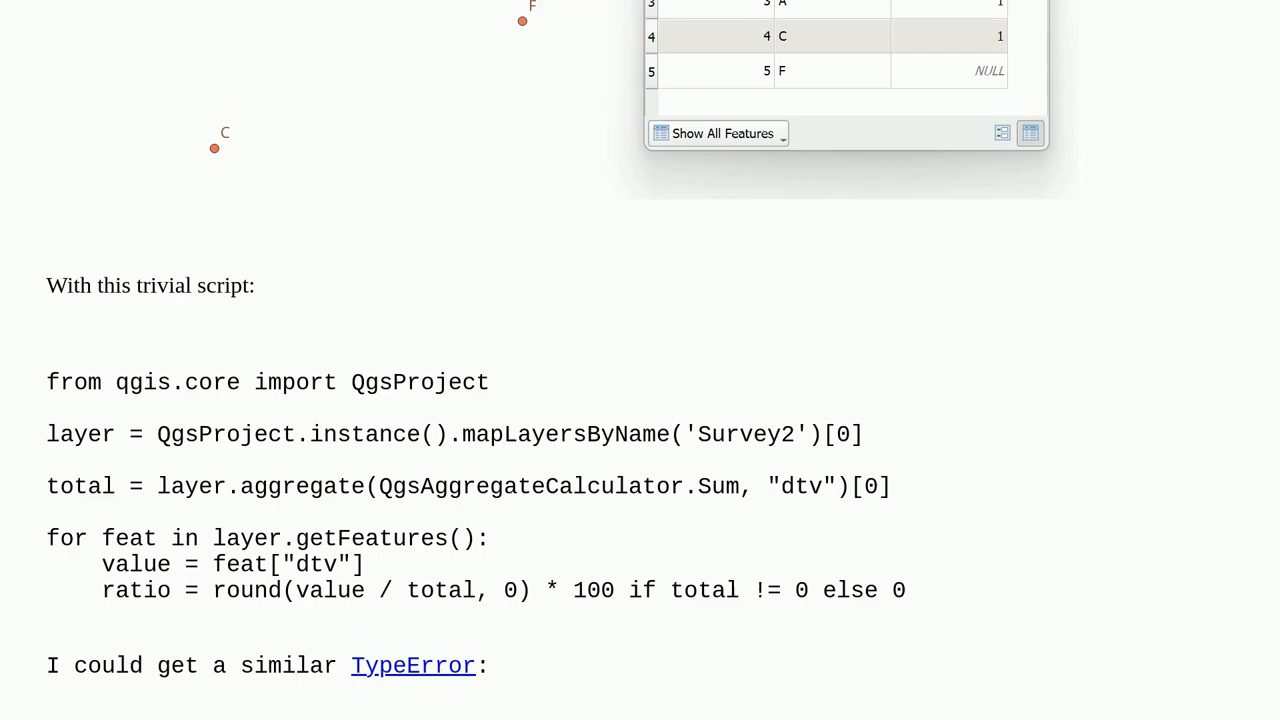 F
3 3 A 1
4 4 C 1
5 5 F NULL
Show All Features
C
With this trivial script:
from qgis.core import QgsProject
layer = QgsProject.instance().mapLayersByName('Survey2')[0]
total = layer.aggregate(QgsAggregateCalculator.Sum, "dtv")[0]
for feat in layer.getFeatures():
    value = feat["dtv"]
    ratio = round(value / total, 0) * 100 if total != 0 else 0
I could get a similar TypeError: